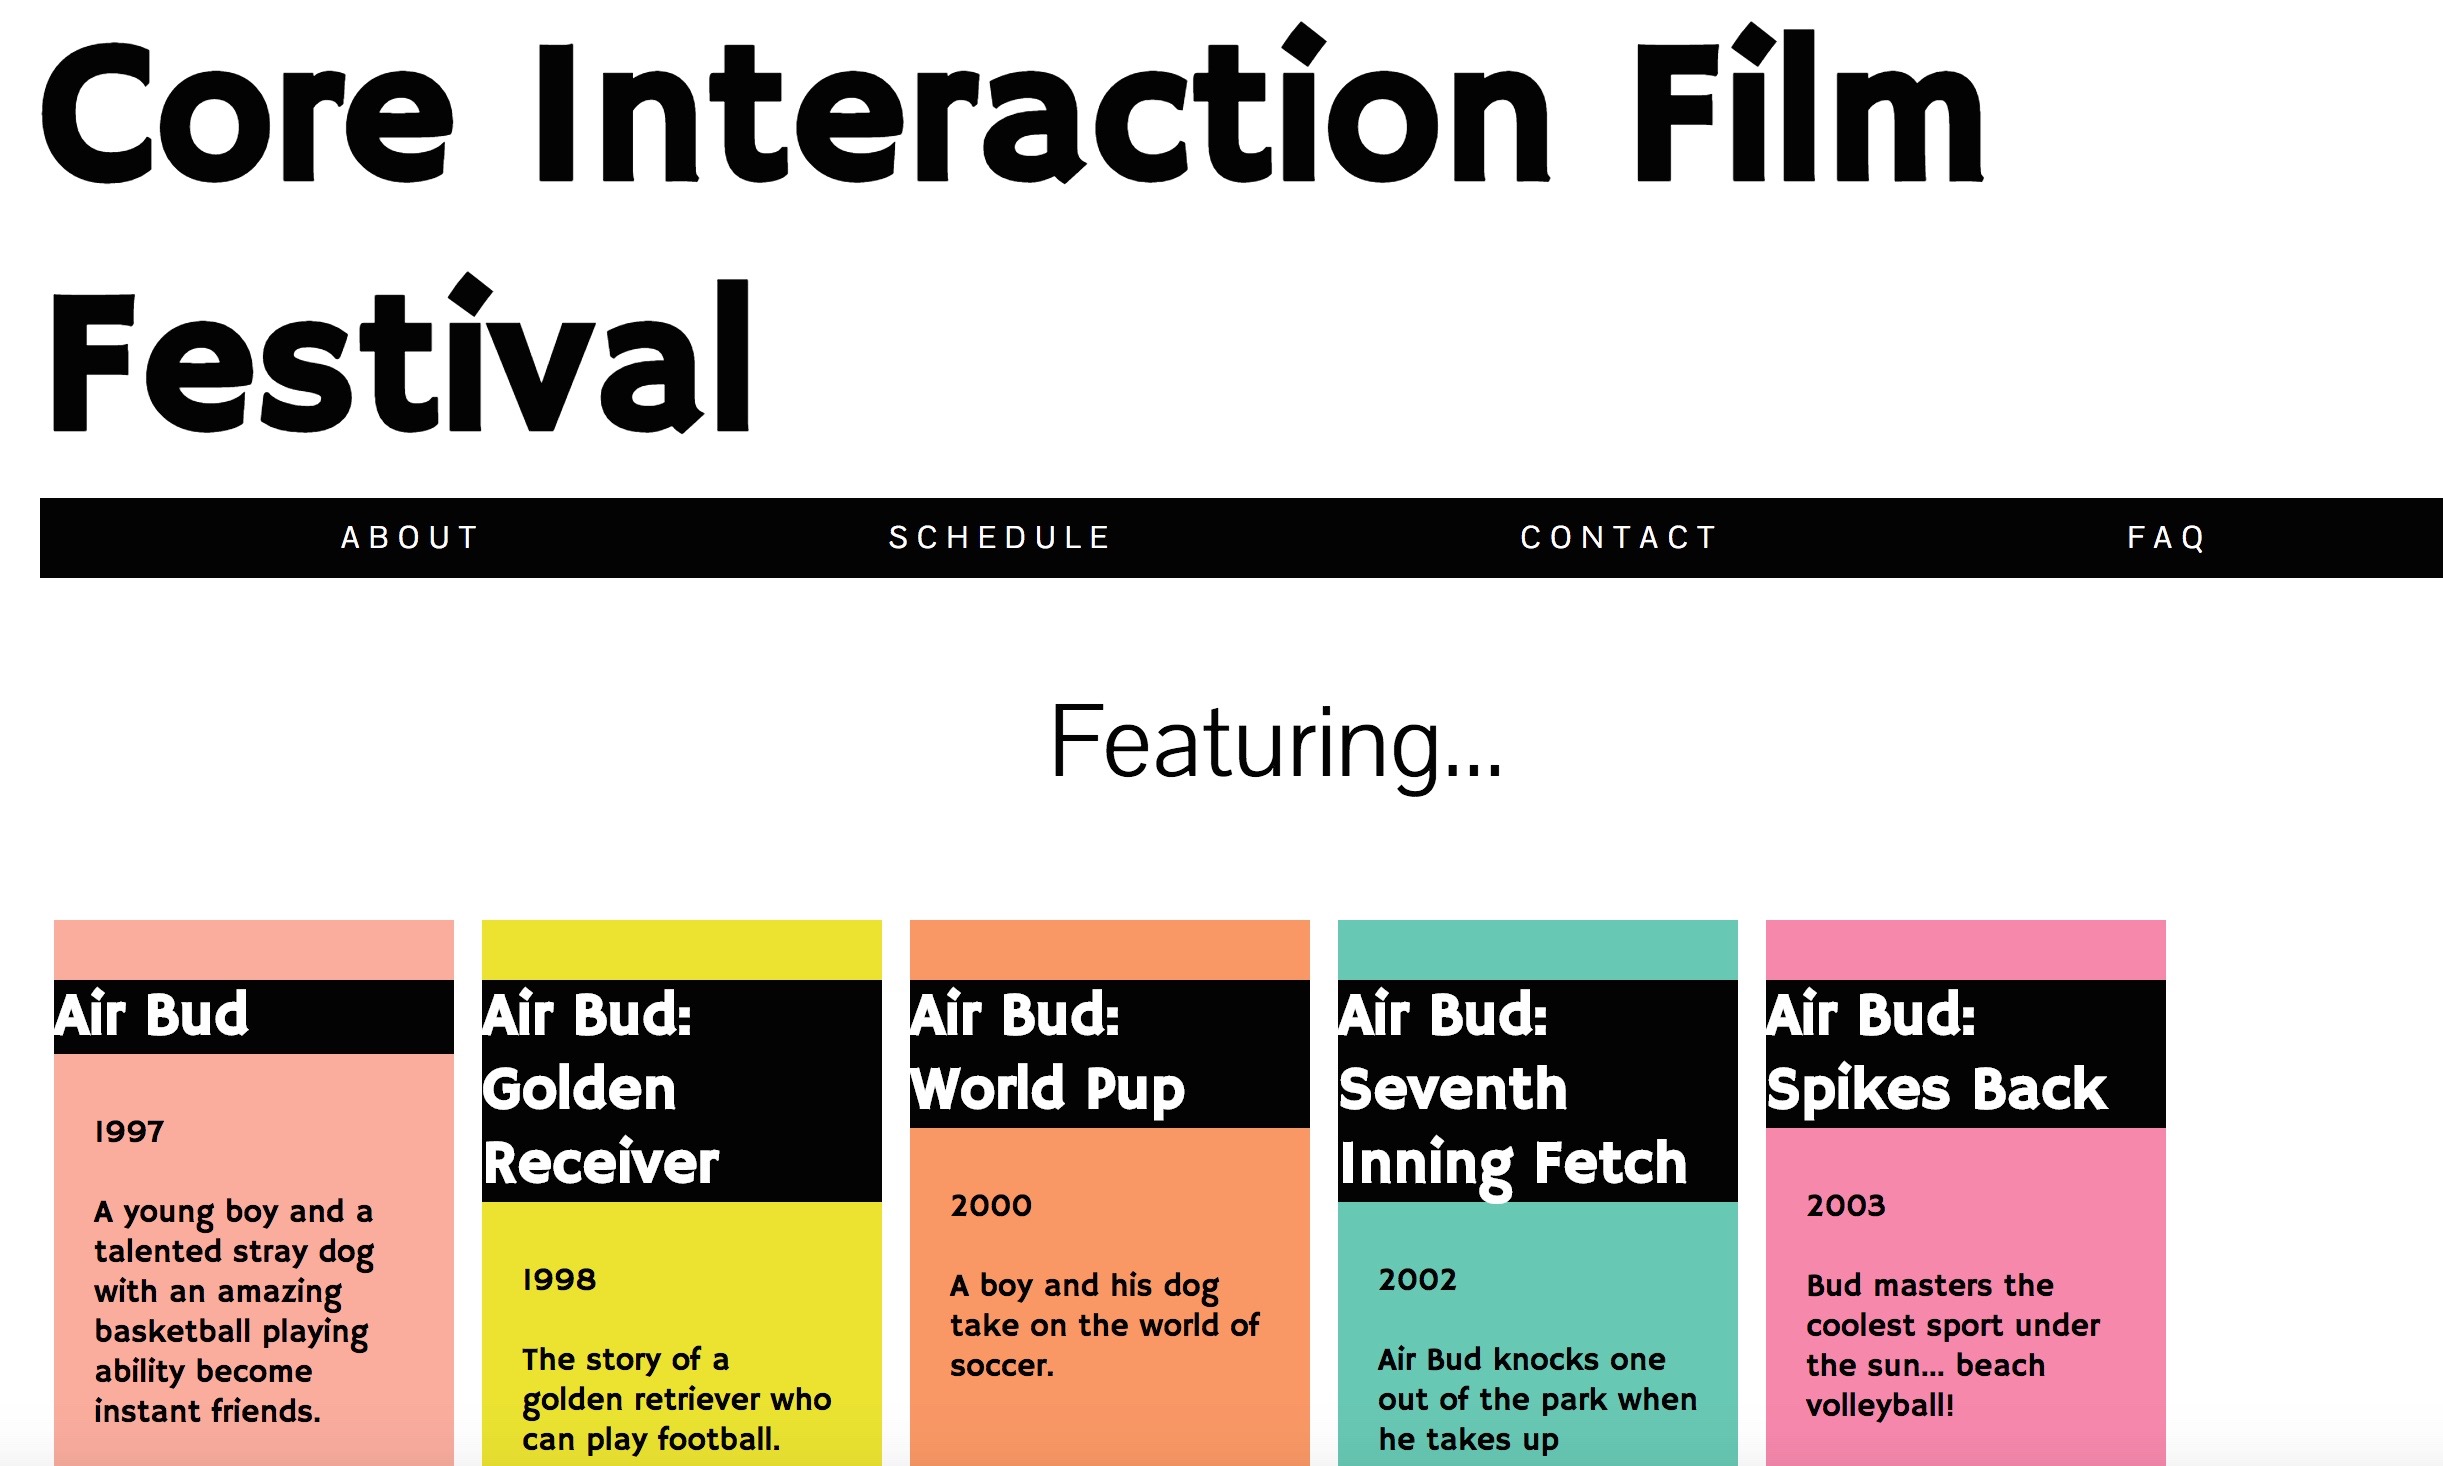 Core Interaction Film
Festival
ABOUT SCHEDULE CONTACT FAQ
Featuring...
Air Bud
1997
A young boy and a
talented stray dog
with an amazing
basketball playing
ability become
instant friends.
Air Bud:
Golden
Receiver
1998
The story of a
golden retriever who
can play football.
Air Bud:
World Pup
2000
A boy and his dog
take on the world of
soccer.
Air Bud:
Seventh
Inning Fetch
2002
Air Bud knocks one
out of the park when
he takes up
Air Bud:
Spikes Back
2003
Bud masters the
coolest sport under
the sun... beach
volleyball!